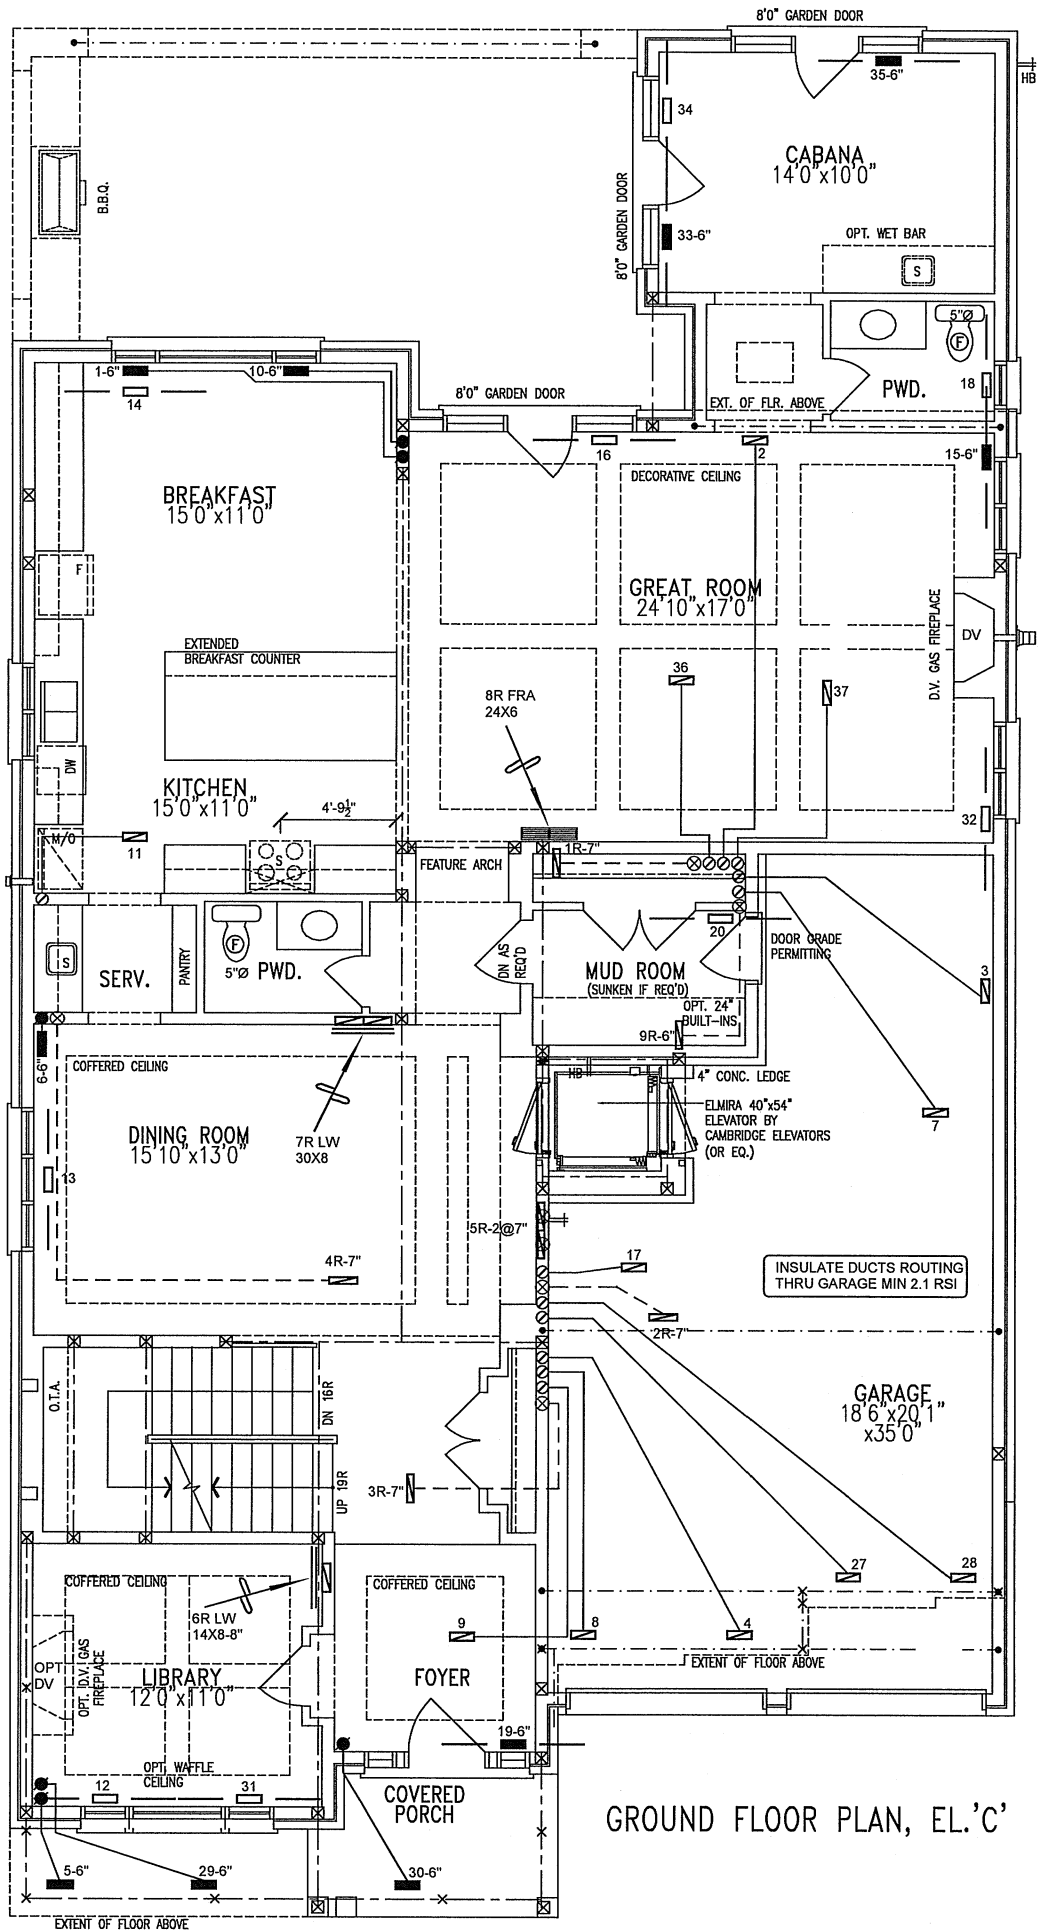 8'0" GARDEN DOOR
35-6"
HB
34
CABANA
14'0"x10'0"
B.B.Q.
8'0" GARDEN DOOR
33-6"
OPT. WET BAR
S
5"Ø
F
1-6"
10-6"
14
8'0" GARDEN DOOR
EXT. OF FLR. ABOVE
PWD.
18
16
2
15-6"
DECORATIVE CEILING
BREAKFAST
15'0"x11'0"
F
GREAT ROOM
24'10"x17'0"
D.V. GAS FIREPLACE
DV
EXTENDED
BREAKFAST COUNTER
36
37
8R FRA
24X6
DW
KITCHEN
15'0"x11'0"
4'-9½"
32
M/O
11
S
FEATURE ARCH
1R-7"
20
DOOR GRADE
PERMITTING
S
SERV.
PANTRY
F
5"Ø
PWD.
DN AS
REQ'D
MUD ROOM
(SUNKEN IF REQ'D)
3
OPT. 24"
BUILT-INS
9R-6"
6-6"
COFFERED CEILING
HB
4" CONC. LEDGE
ELMIRA 40"x54"
ELEVATOR BY
CAMBRIDGE ELEVATORS
(OR EQ.)
7
DINING ROOM
15'10"x13'0"
7R LW
30X8
13
5R-2@7"
4R-7"
17
INSULATE DUCTS ROUTING
THRU GARAGE MIN 2.1 RSI
2R-7"
O.T.A.
DN 16R
GARAGE
18'6"x20'1"
x35'0"
UP 19R
3R-7"
COFFERED CEILING
COFFERED CEILING
27
28
6R LW
14X8-8"
9
8
4
OPT
DV
OPT. D.V. GAS
FIREPLACE
LIBRARY
12'0"x11'0"
FOYER
EXTENT OF FLOOR ABOVE
19-6"
OPT. WAFFLE
CEILING
12
31
COVERED
PORCH
GROUND FLOOR PLAN, EL.'C'
5-6"
29-6"
30-6"
EXTENT OF FLOOR ABOVE